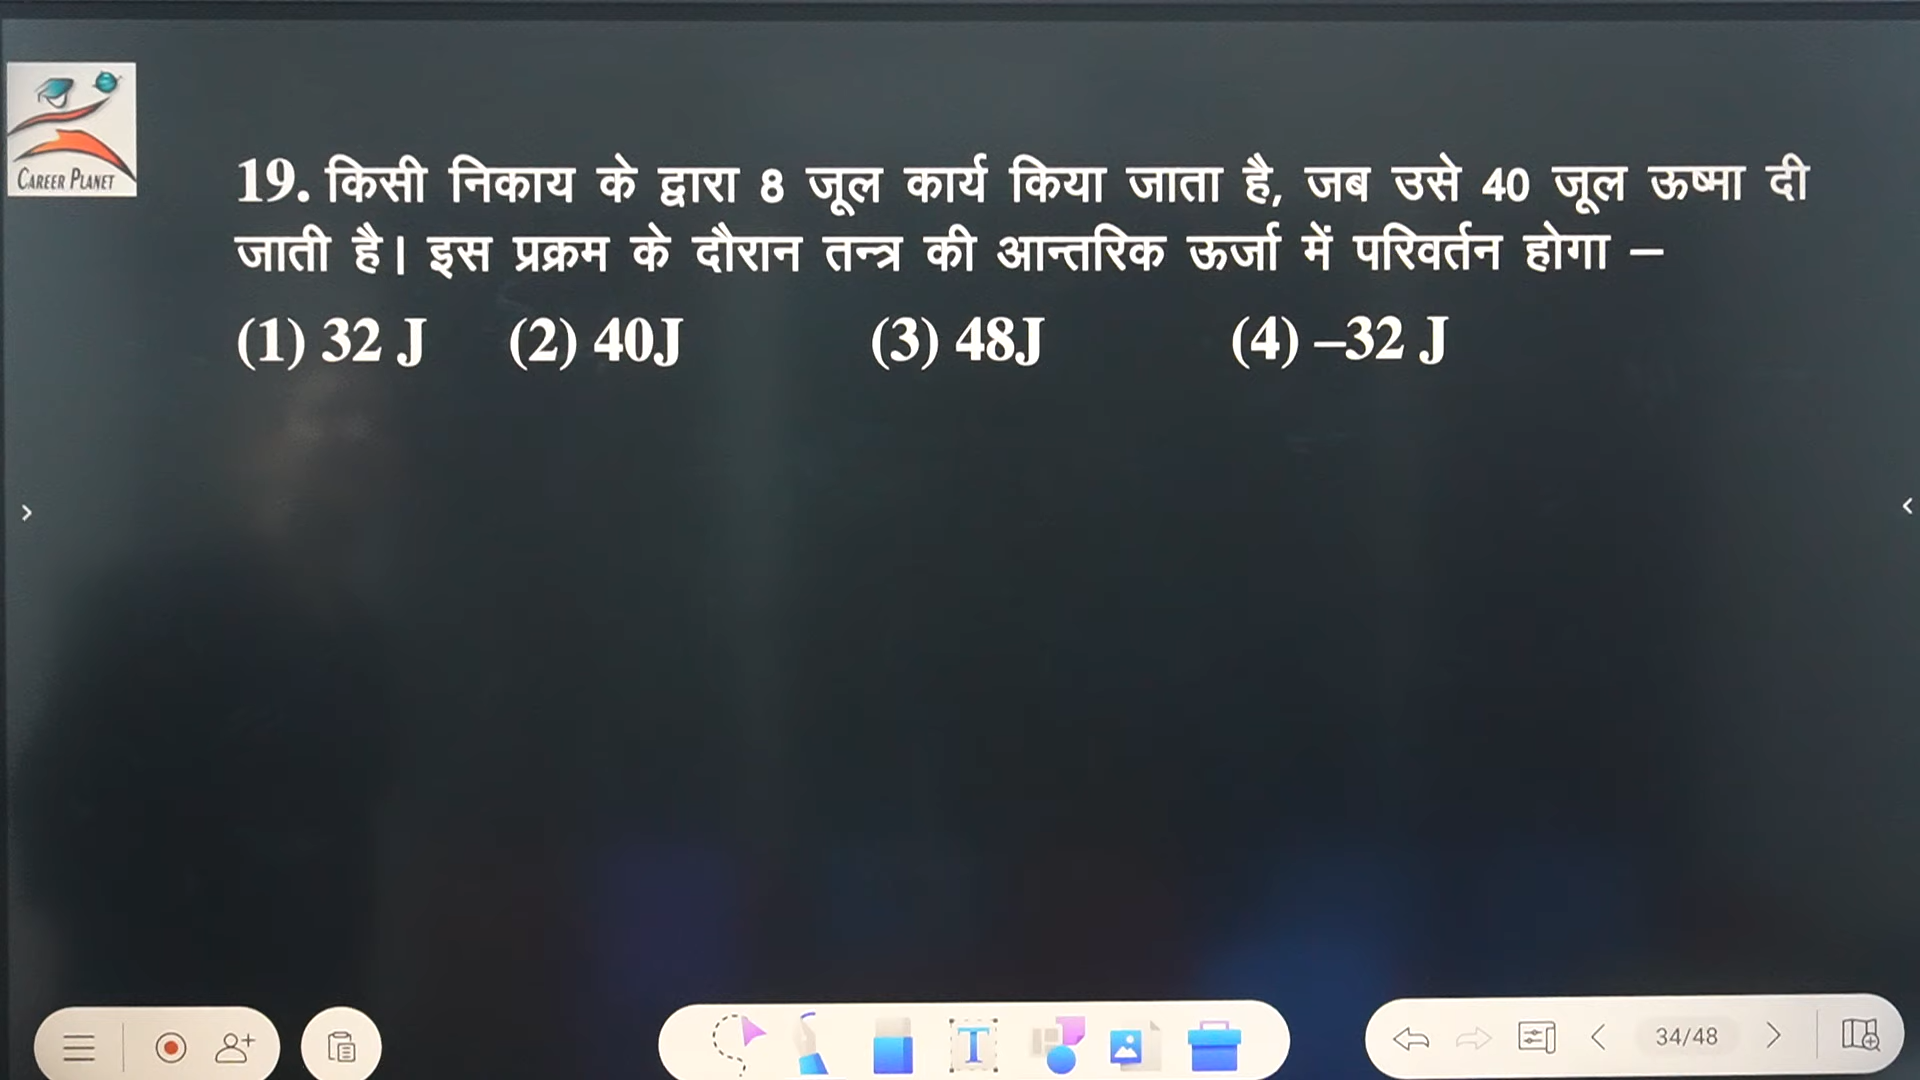 CAREER PLANET
19. किसी निकाय के द्वारा 8 जूल कार्य किया जाता है, जब उसे 40 जूल ऊष्मा दी
जाती है। इस प्रक्रम के दौरान तन्त्र की आन्तरिक ऊर्जा में परिवर्तन होगा –
(1) 32 J (2) 40J (3) 48J (4) –32 J
34/48